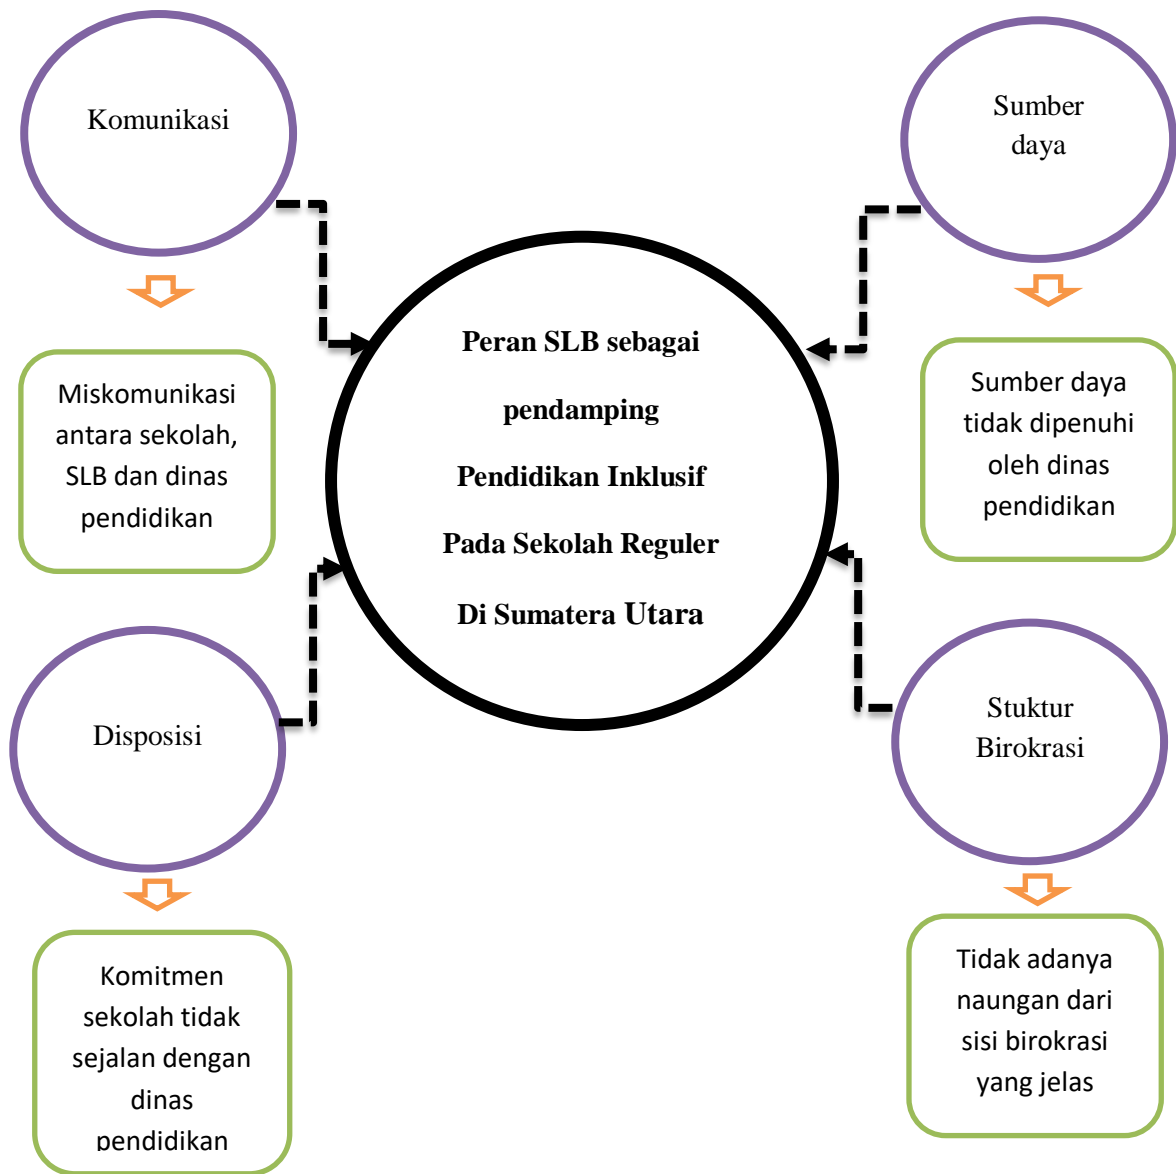 Komunikasi
Sumber
daya
Peran SLB sebagai
pendamping
Pendidikan Inklusif
Pada Sekolah Reguler
Di Sumatera Utara
Miskomunikasi
antara sekolah,
SLB dan dinas
pendidikan
Sumber daya
tidak dipenuhi
oleh dinas
pendidikan
Disposisi
Stuktur
Birokrasi
Komitmen
sekolah tidak
sejalan dengan
dinas
pendidikan
Tidak adanya
naungan dari
sisi birokrasi
yang jelas